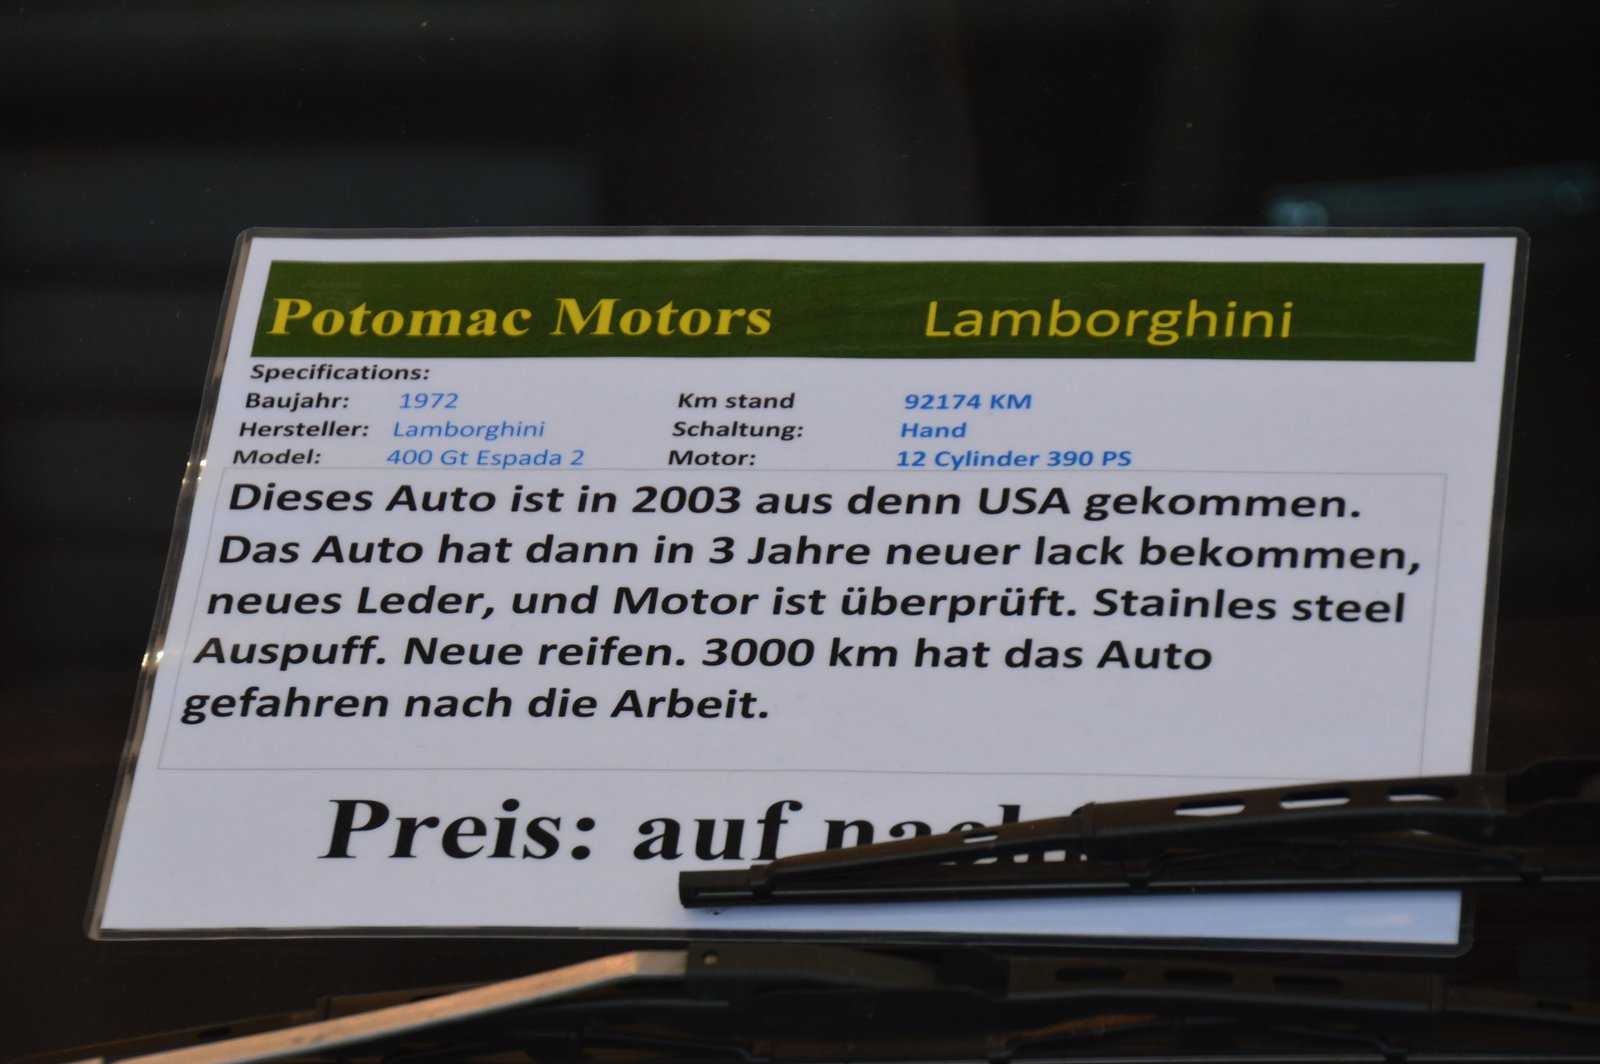 Potomac Motors Lamborghini
Specifications:
Baujahr: 1972 Km stand 92174 KM
Hersteller: Lamborghini Schaltung: Hand
Model: 400 Gt Espada 2 Motor: 12 Cylinder 390 PS
Dieses Auto ist in 2003 aus denn USA gekommen.
Das Auto hat dann in 3 Jahre neuer lack bekommen,
neues Leder, und Motor ist überprüft. Stainles steel
Auspuff. Neue reifen. 3000 km hat das Auto
gefahren nach die Arbeit.
Preis: auf